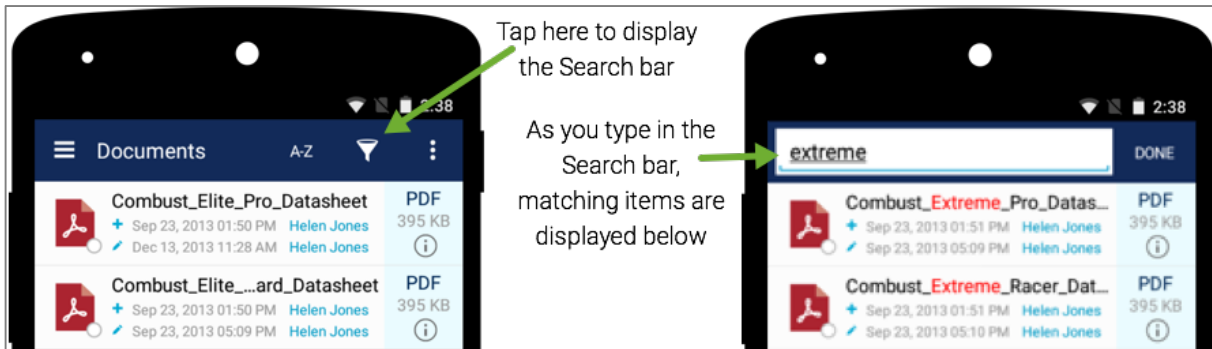 2:38
Documents
A-Z
Combust_Elite_Pro_Datasheet
PDF
+ Sep 23, 2013 01:50 PM Helen Jones
395 KB
Dec 13, 2013 11:28 AM Helen Jones
Combust_Elite_...ard_Datasheet
PDF
+ Sep 23, 2013 01:50 PM Helen Jones
395 KB
Sep 23, 2013 05:09 PM Helen Jones
Tap here to display
the Search bar
As you type in the
Search bar,
matching items are
displayed below
2:38
extreme
DONE
Combust_Extreme_Pro_Datas...
PDF
+ Sep 23, 2013 01:51 PM Helen Jones
395 KB
Sep 23, 2013 05:09 PM Helen Jones
Combust_Extreme_Racer_Dat...
PDF
+ Sep 23, 2013 01:51 PM Helen Jones
395 KB
Sep 23, 2013 05:10 PM Helen Jones